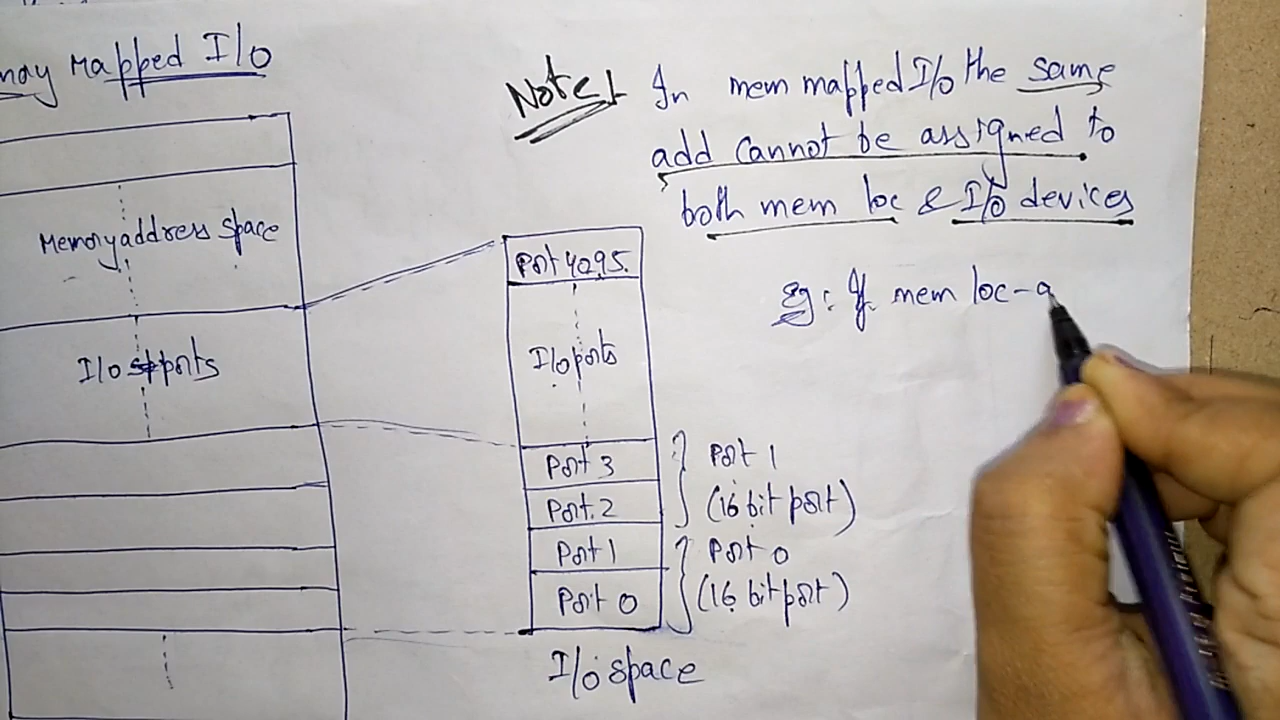 mapped I/O
Memory address space
I/o ports
Port 4095.
I/o ports
Port 3
Port. 2
Port 1
Port 0
Port 1
(16 bit port)
Port 0
(16 bit port)
I/o space
Note! In mem mapped I/o the same
add cannot be assigned to
both mem loc & I/o devices
Eg: If mem loc - a